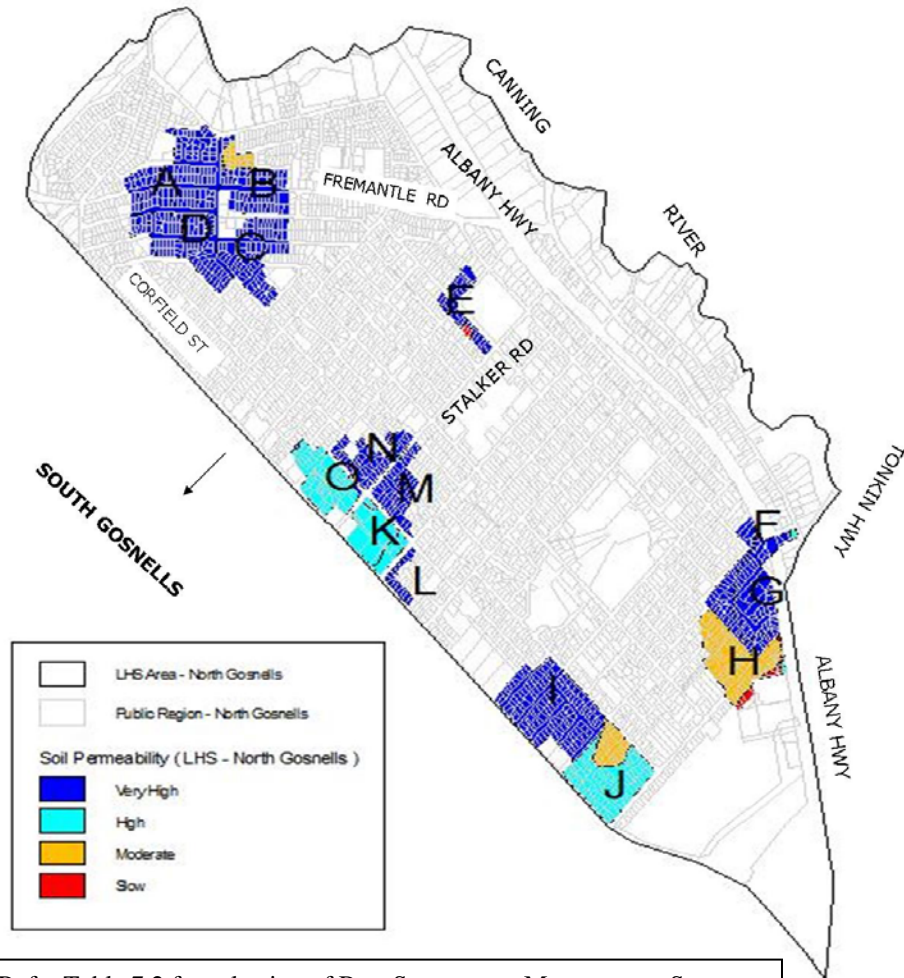 CANNING
ALBANY HWY
RIVER
FREMANTLE RD
A
B
D
C
CORFIELD ST
E
STALKER RD
TONKIN HWY
SOUTH GOSNELLS
N
O
M
K
L
F
G
H
I
J
ALBANY HWY
LHS Area - North Gosnells
Public Region - North Gosnells
Soil Permeability ( LHS - North Gosnells )
Very High
High
Moderate
Slow